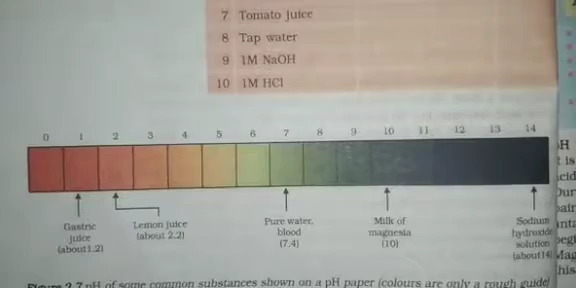 7 Tomato juice
8 Tap water
9 1M NaOH
10 1M HCl
0 1 2 3 4 5 6 7 8 9 10 11 12 13 14
Gastric
juice
(about1.2)
Lemon juice
(about 2.2)
Pure water,
blood
(7.4)
Milk of
magnesia
(10)
Sodium
hydroxide
solution
(about14)
Figure 2.7 pH of some common substances shown on a pH paper (colours are only a rough guide)